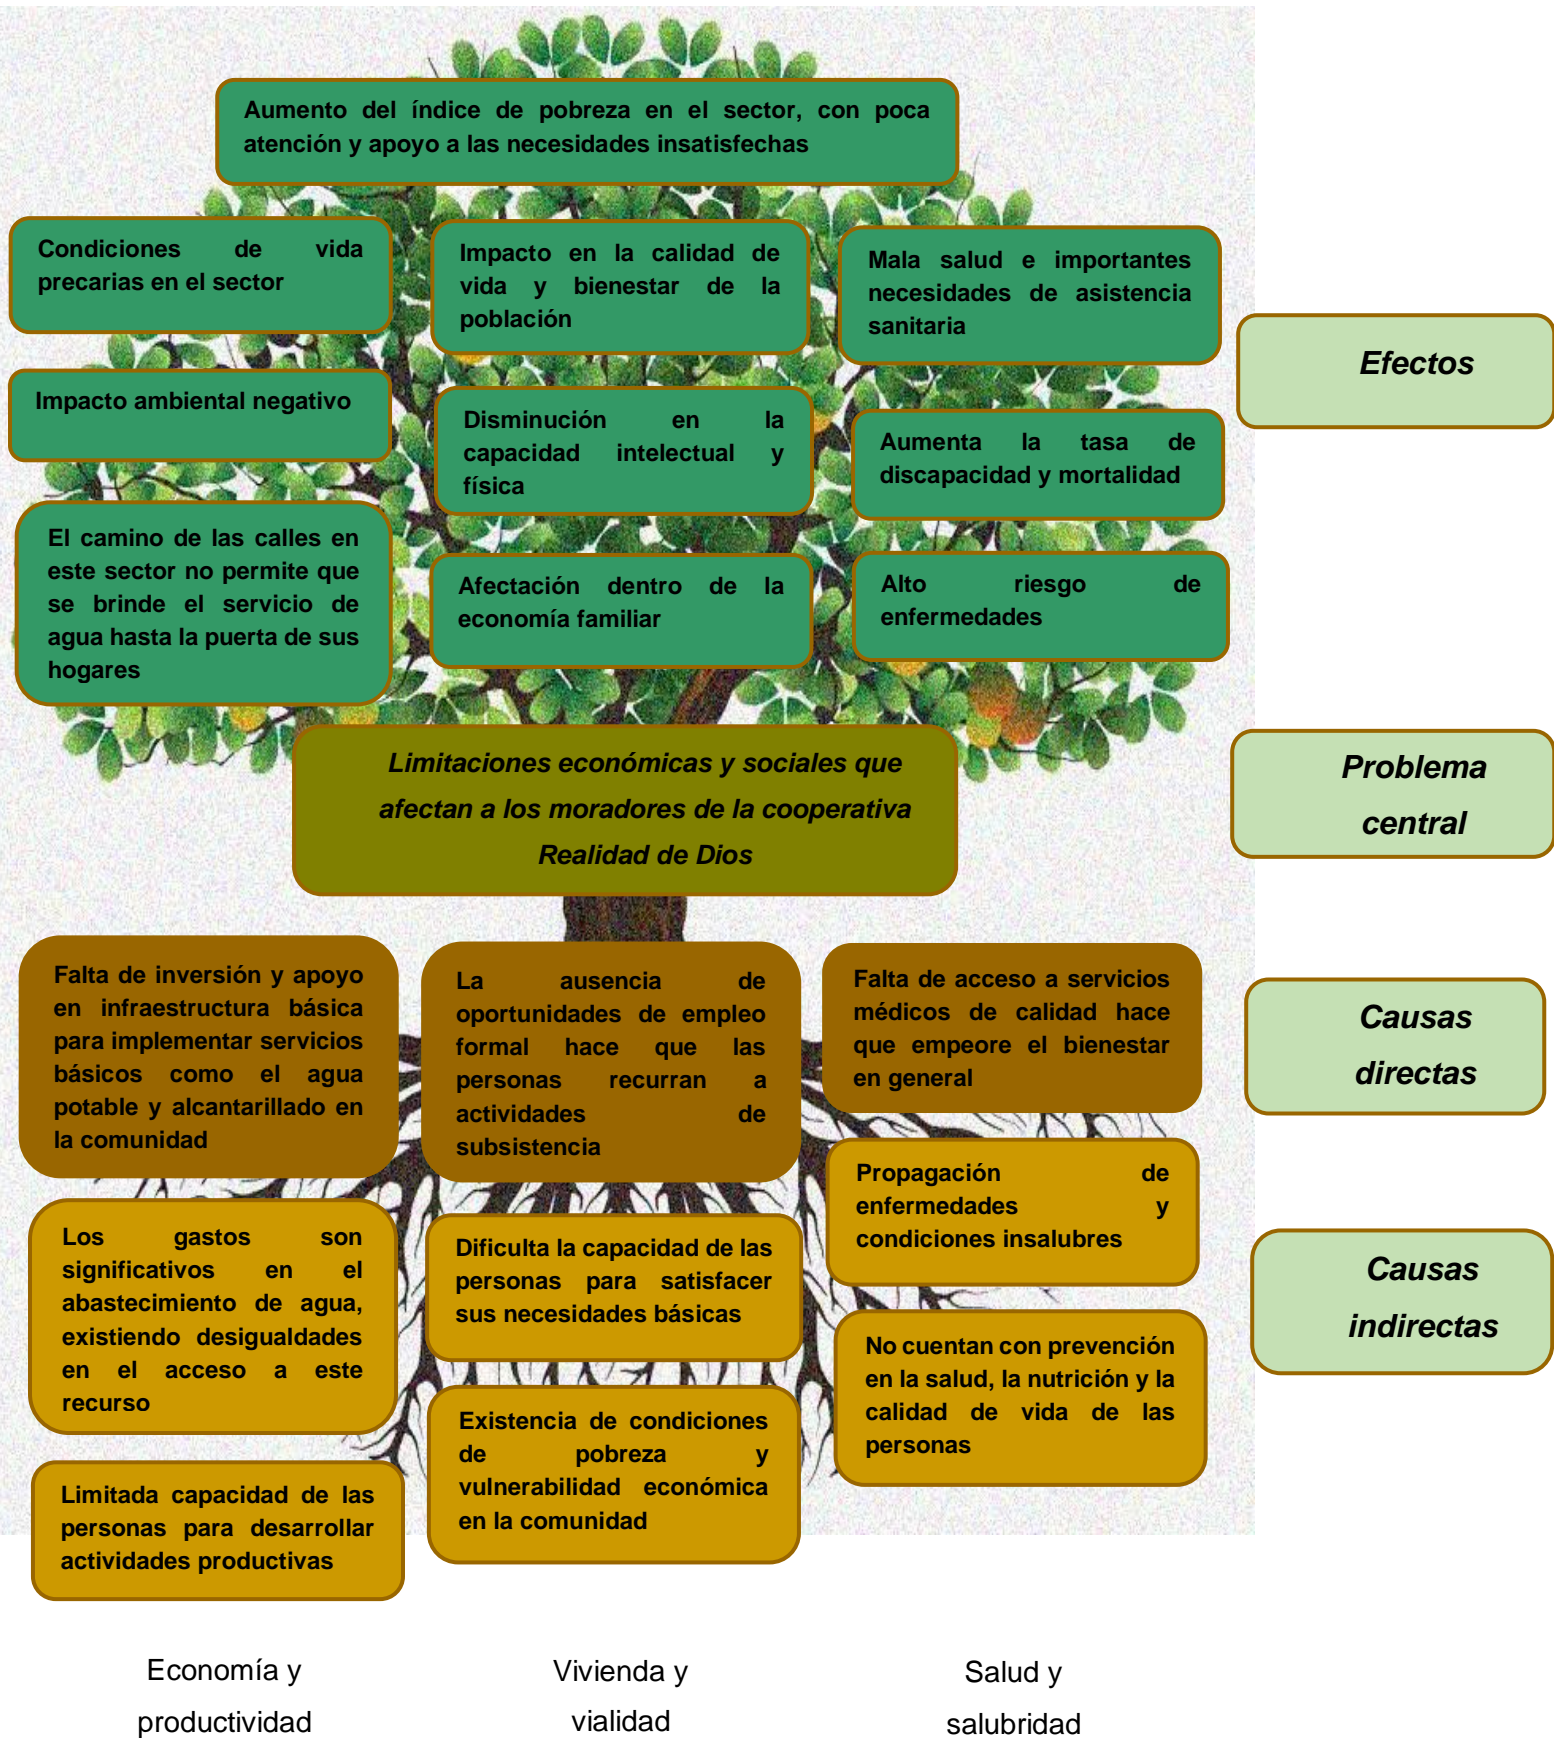 Aumento del índice de pobreza en el sector, con poca
atención y apoyo a las necesidades insatisfechas
Condiciones de vida
precarias en el sector
Impacto en la calidad de
vida y bienestar de la
población
Mala salud e importantes
necesidades de asistencia
sanitaria
Efectos
Impacto ambiental negativo
Disminución en la
capacidad intelectual y
física
Aumenta la tasa de
discapacidad y mortalidad
El camino de las calles en
este sector no permite que
se brinde el servicio de
agua hasta la puerta de sus
hogares
Afectación dentro de la
economía familiar
Alto riesgo de
enfermedades
Limitaciones económicas y sociales que
afectan a los moradores de la cooperativa
Realidad de Dios
Problema
central
Falta de inversión y apoyo
en infraestructura básica
para implementar servicios
básicos como el agua
potable y alcantarillado en
la comunidad
La ausencia de
oportunidades de empleo
formal hace que las
personas recurran a
actividades de
subsistencia
Falta de acceso a servicios
médicos de calidad hace
que empeore el bienestar
en general
Causas
directas
Los gastos son
significativos en el
abastecimiento de agua,
existiendo desigualdades
en el acceso a este
recurso
Dificulta la capacidad de las
personas para satisfacer
sus necesidades básicas
Propagación de
enfermedades y
condiciones insalubres
Causas
indirectas
Limitada capacidad de las
personas para desarrollar
actividades productivas
Existencia de condiciones
de pobreza y
vulnerabilidad económica
en la comunidad
No cuentan con prevención
en la salud, la nutrición y la
calidad de vida de las
personas
Economía y
productividad
Vivienda y
vialidad
Salud y
salubridad